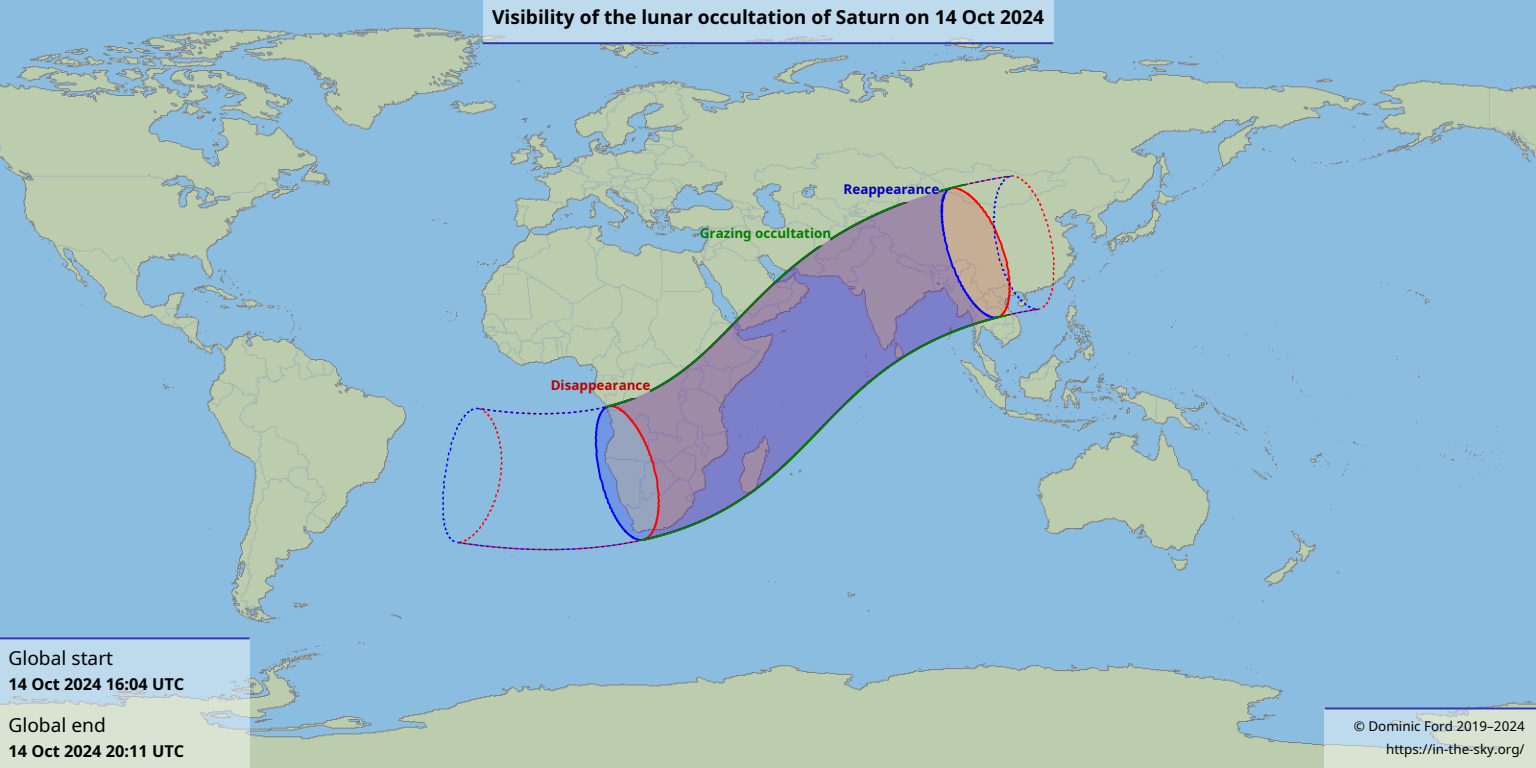 Visibility of the lunar occultation of Saturn on 14 Oct 2024
Reappearance
Grazing occultation
Disappearance
Global start
14 Oct 2024 16:04 UTC
Global end
14 Oct 2024 20:11 UTC
© Dominic Ford 2019–2024
https://in-the-sky.org/